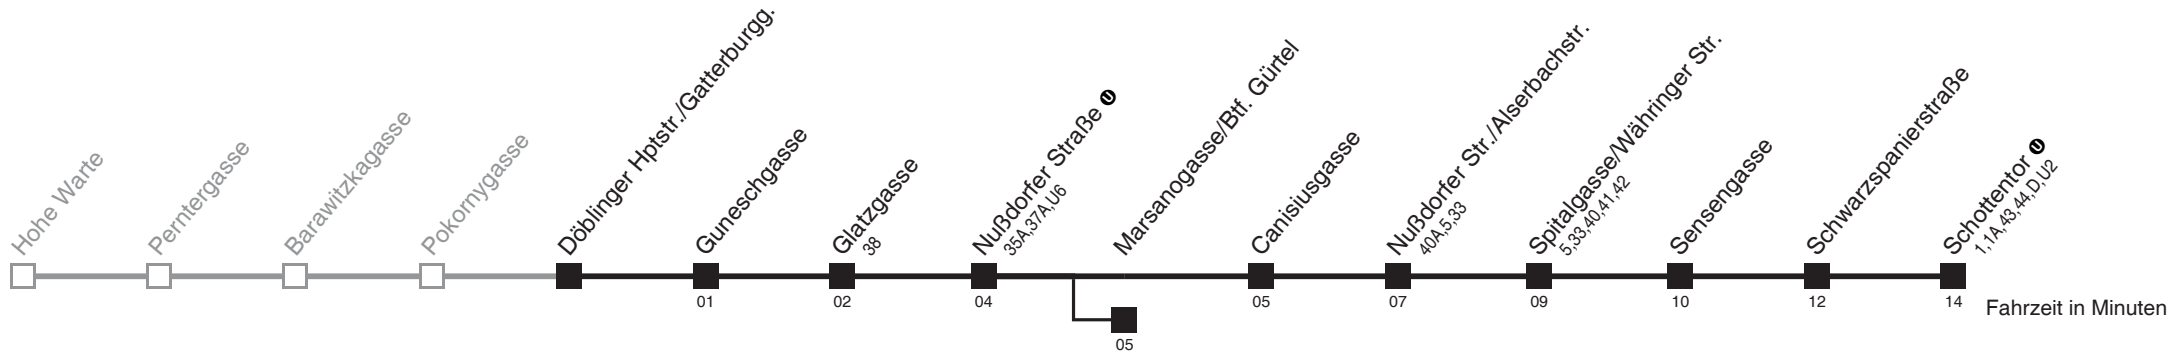 Hohe Warte
Perntergasse
Barawitzkagasse
Pokornygasse
Döblinger Hptstr./Gatterburgg.
Guneschgasse
01
Glatzgasse
38
02
Nußdorfer Straße U
35A,37A,U6
04
Marsanogasse/Btf. Gürtel
05
Canisiusgasse
05
Nußdorfer Str./Alserbachstr.
40A,5,33
07
Spitalgasse/Währinger Str.
5,33,40,41,42
09
Sensengasse
10
Schwarzspanierstraße
12
Schottentor U
1,1A,43,44,D,U2
14
Fahrzeit in Minuten